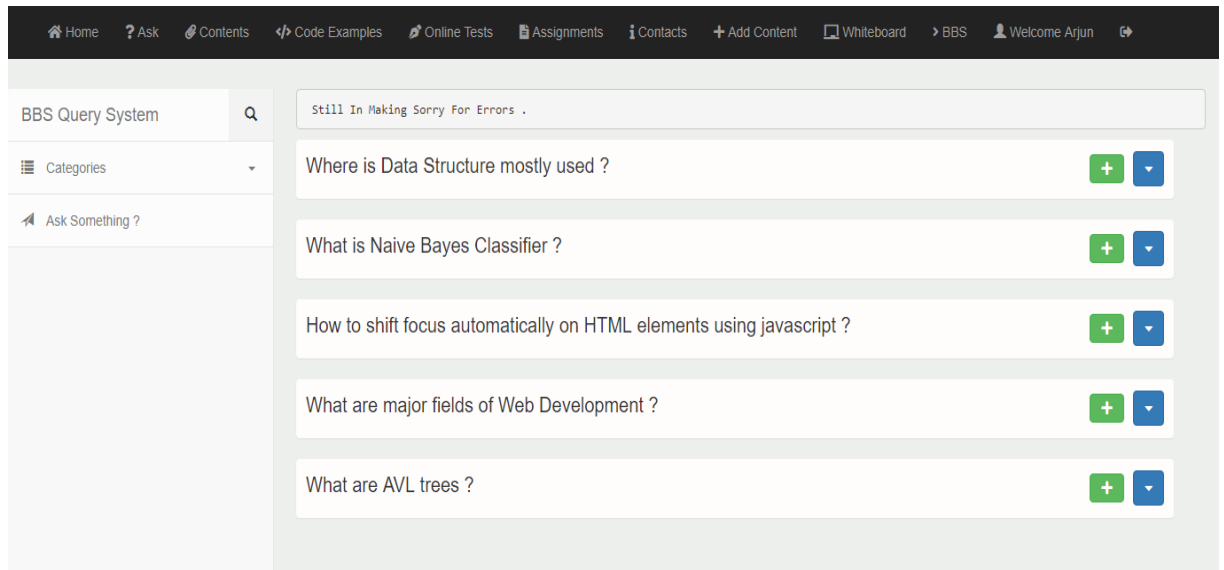 Home ? Ask Contents </> Code Examples Online Tests Assignments Contacts + Add Content Whiteboard > BBS Welcome Arjun
BBS Query System
Categories
Ask Something ?
Still In Making Sorry For Errors .
Where is Data Structure mostly used ?
What is Naive Bayes Classifier ?
How to shift focus automatically on HTML elements using javascript ?
What are major fields of Web Development ?
What are AVL trees ?